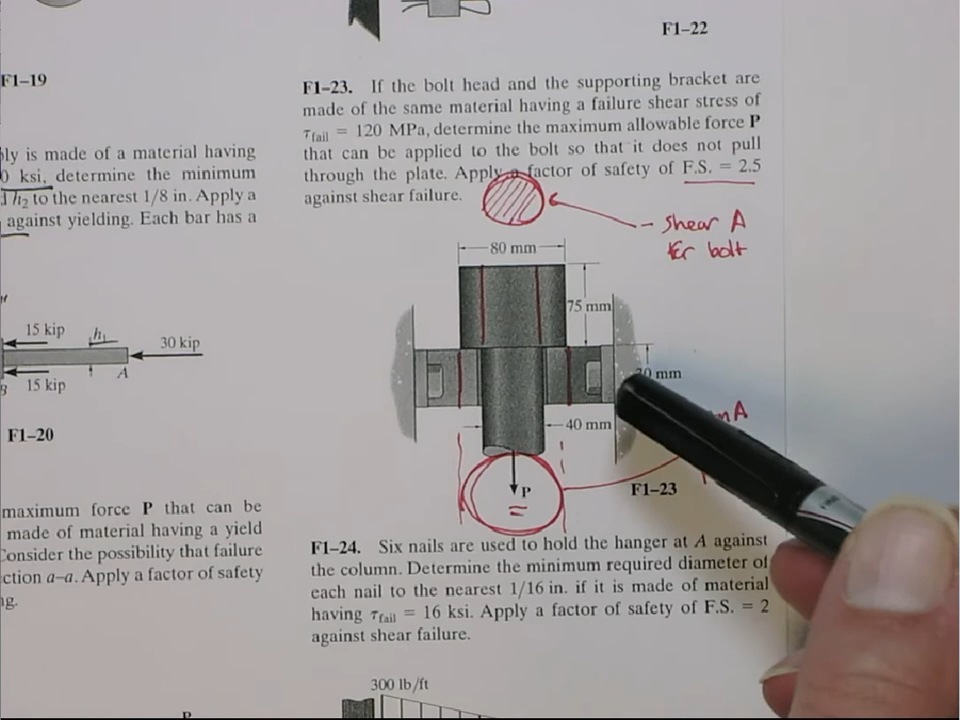 F1–22
F1–19
F1–23. If the bolt head and the supporting bracket are
made of the same material having a failure shear stress of
τfail = 120 MPa, determine the maximum allowable force P
that can be applied to the bolt so that it does not pull
through the plate. Apply a factor of safety of F.S. = 2.5
against shear failure.
is made of a material having
ksi, determine the minimum
h2 to the nearest 1/8 in. Apply a
against yielding. Each bar has a
shear A
for bolt
80 mm
75 mm
mm
40 mm
A
P
F1–23
15 kip
h1
30 kip
15 kip
A
F1–20
maximum force P that can be
made of material having a yield
Consider the possibility that failure
a–a. Apply a factor of safety
F1–24. Six nails are used to hold the hanger at A against
the column. Determine the minimum required diameter of
each nail to the nearest 1/16 in. if it is made of material
having τfail = 16 ksi. Apply a factor of safety of F.S. = 2
against shear failure.
300 lb/ft
P